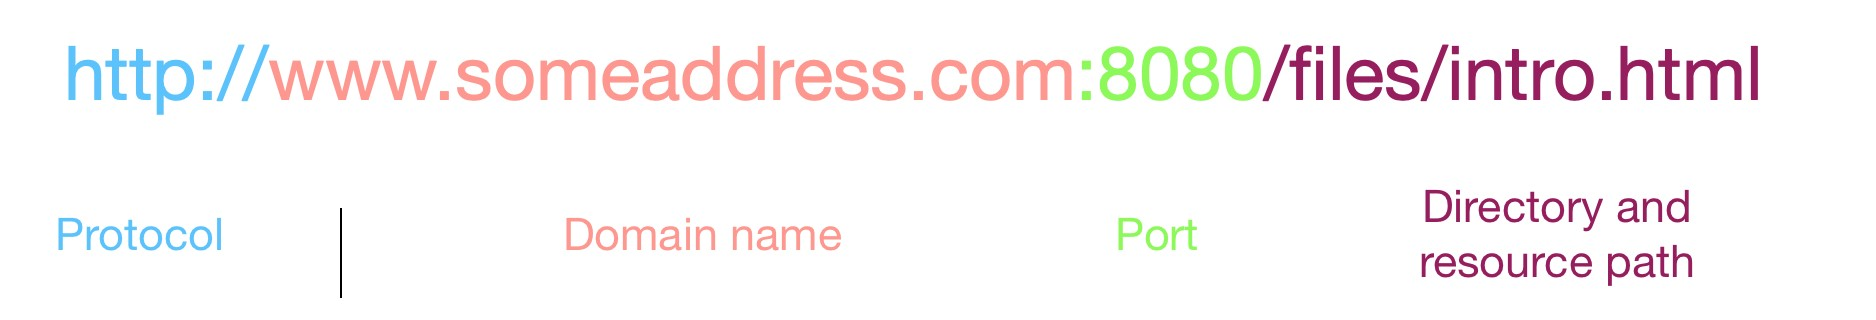 http://www.someaddress.com:8080/files/intro.html
Protocol
Domain name
Port
Directory and
resource path